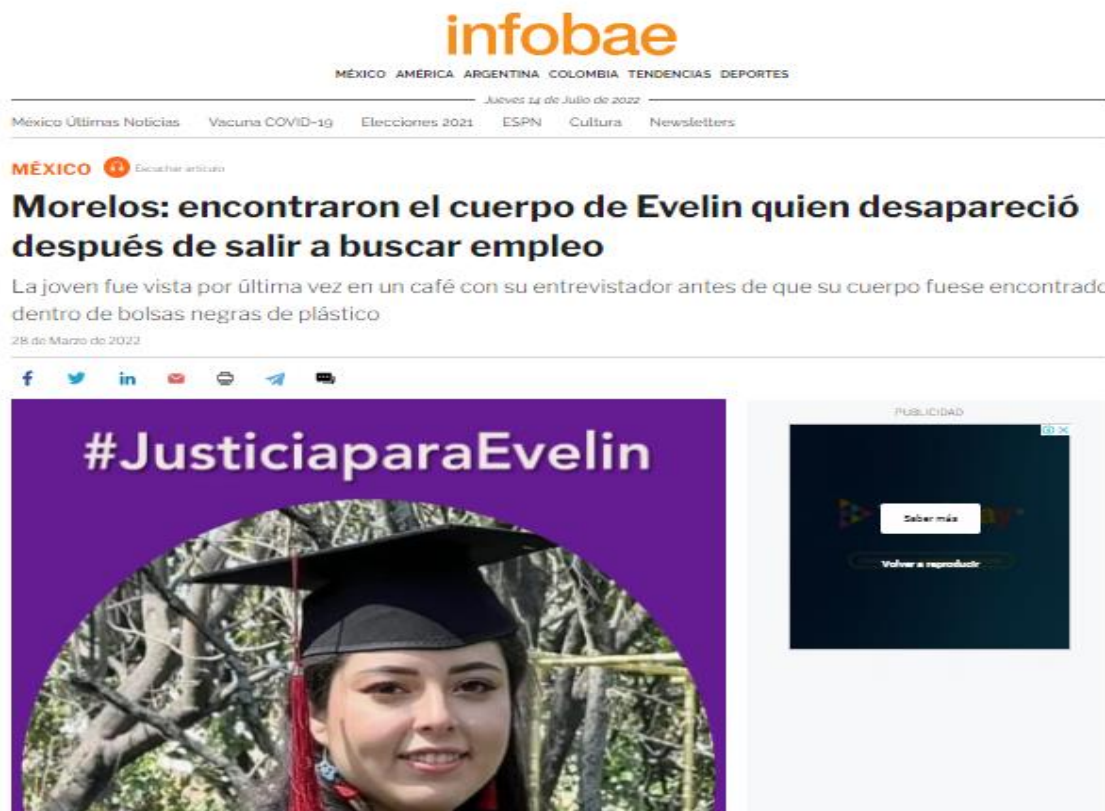 infobae
MÉXICO AMÉRICA ARGENTINA COLOMBIA TENDENCIAS DEPORTES
Jueves 14 de Julio de 2022
México Últimas Noticias Vacuna COVID-19 Elecciones 2021 ESPN Cultura Newsletters
MÉXICO Escuchar artículo
Morelos: encontraron el cuerpo de Evelin quien desapareció
después de salir a buscar empleo
La joven fue vista por última vez en un café con su entrevistador antes de que su cuerpo fuese encontrado
dentro de bolsas negras de plástico
28 de Marzo de 2022
PUBLICIDAD
#JusticiaparaEvelin
Saber más
Volver a reproducir